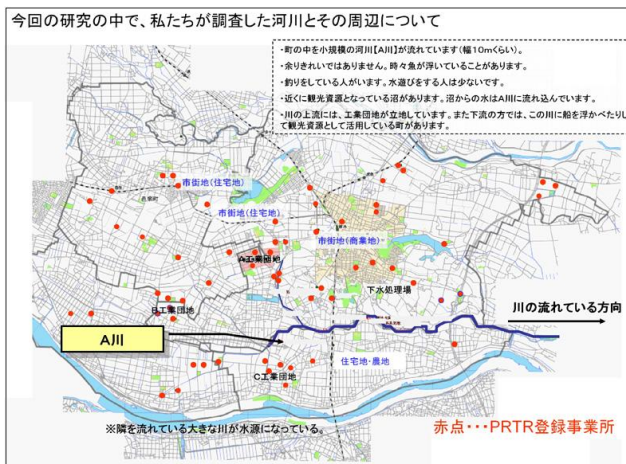 今回の研究の中で、私たちが調査した河川とその周辺について
・町の中を小規模の河川【A川】が流れています(幅10mくらい)。
・余りきれいではありません。時々魚が浮いていることがあります。
・釣りをしている人がいます。水遊びをする人は少ないです。
・近くに観光資源となっている沼があります。沼からの水はA川に流れ込んでいます。
・川の上流には、工業団地が立地しています。また下流の方では、この川に船を浮かべたりし
て観光資源として活用している町があります。
市街地(住宅地)
市街地(住宅地)
市街地(商業地)
A工業団地
下水処理場
B工業団地
川の流れている方向
A川
住宅地・農地
C工業団地
※隣を流れている大きな川が水源になっている。
赤点・・・PRTR登録事業所